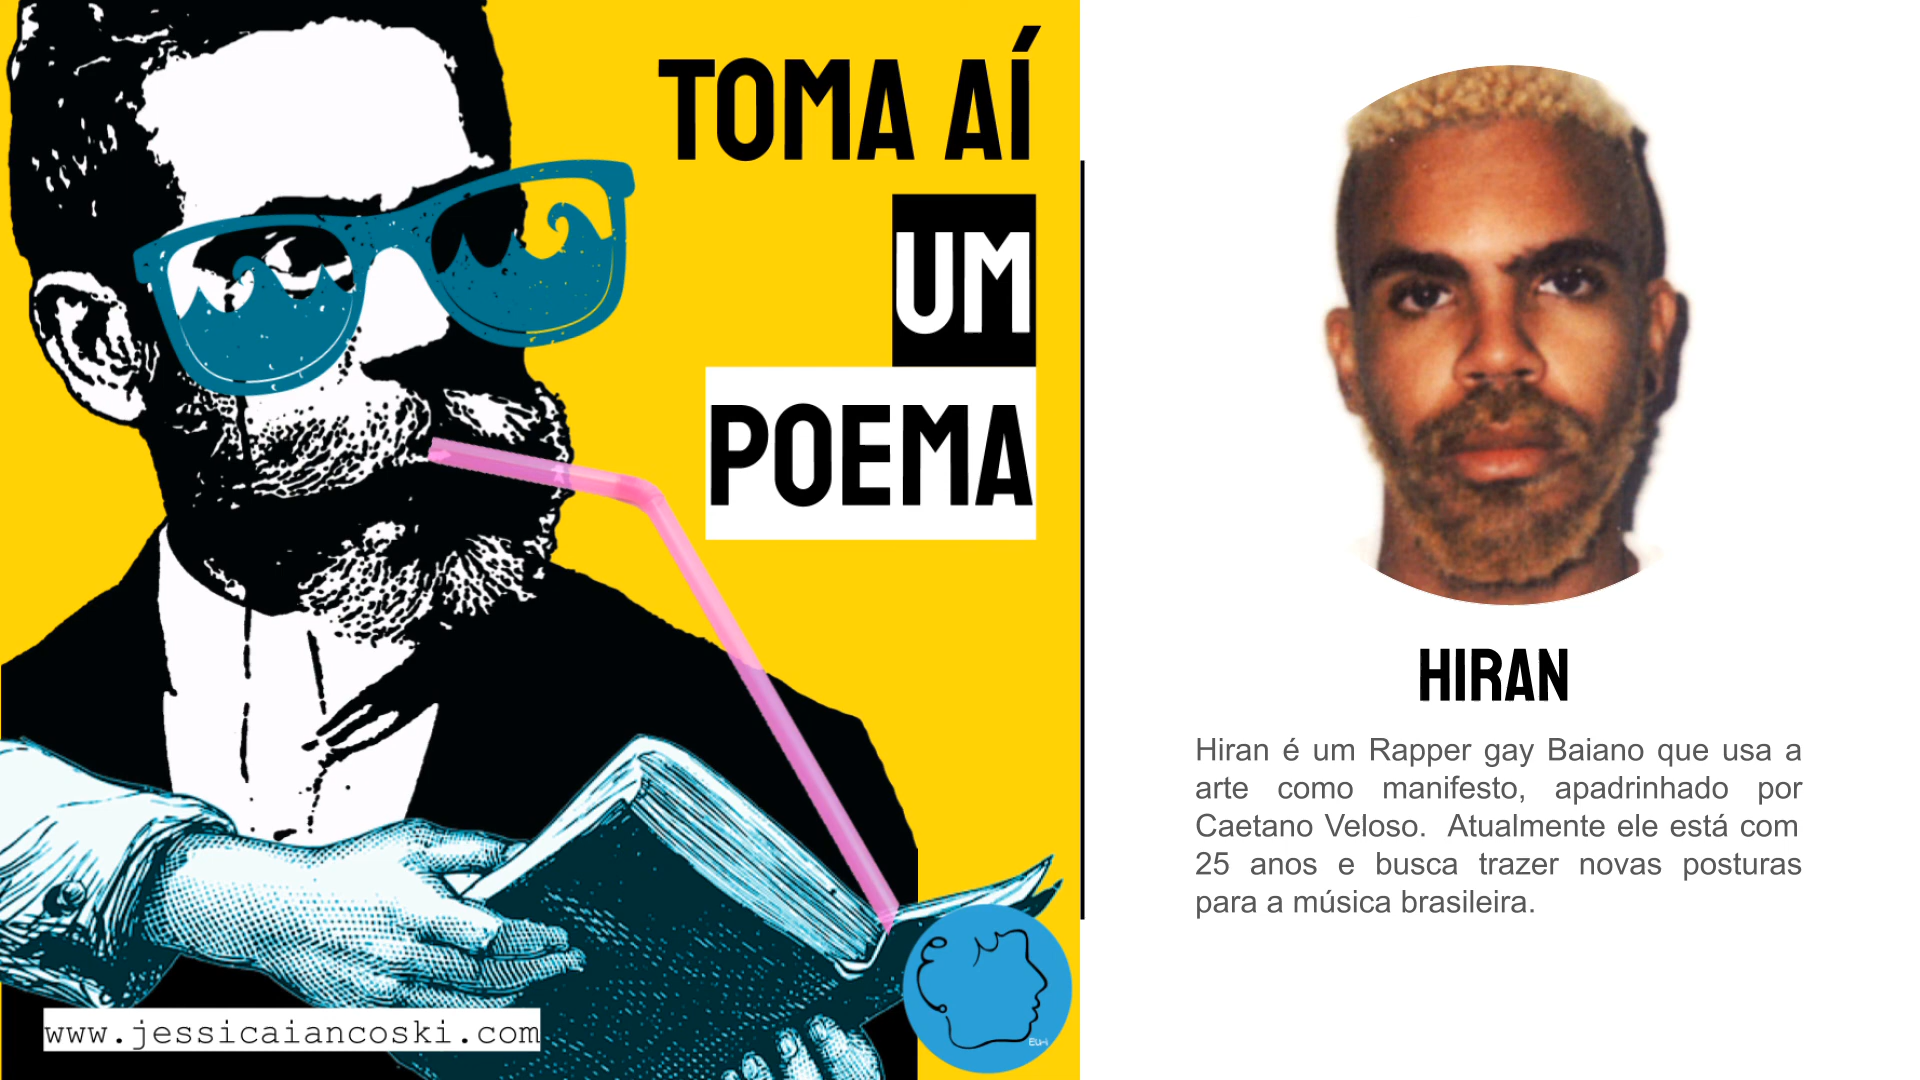 TOMA AÍ
UM
POEMA
www.jessicaiancoski.com
EU-i
HIRAN
Hiran é um Rapper gay Baiano que usa a
arte como manifesto, apadrinhado por
Caetano Veloso. Atualmente ele está com
25 anos e busca trazer novas posturas
para a música brasileira.